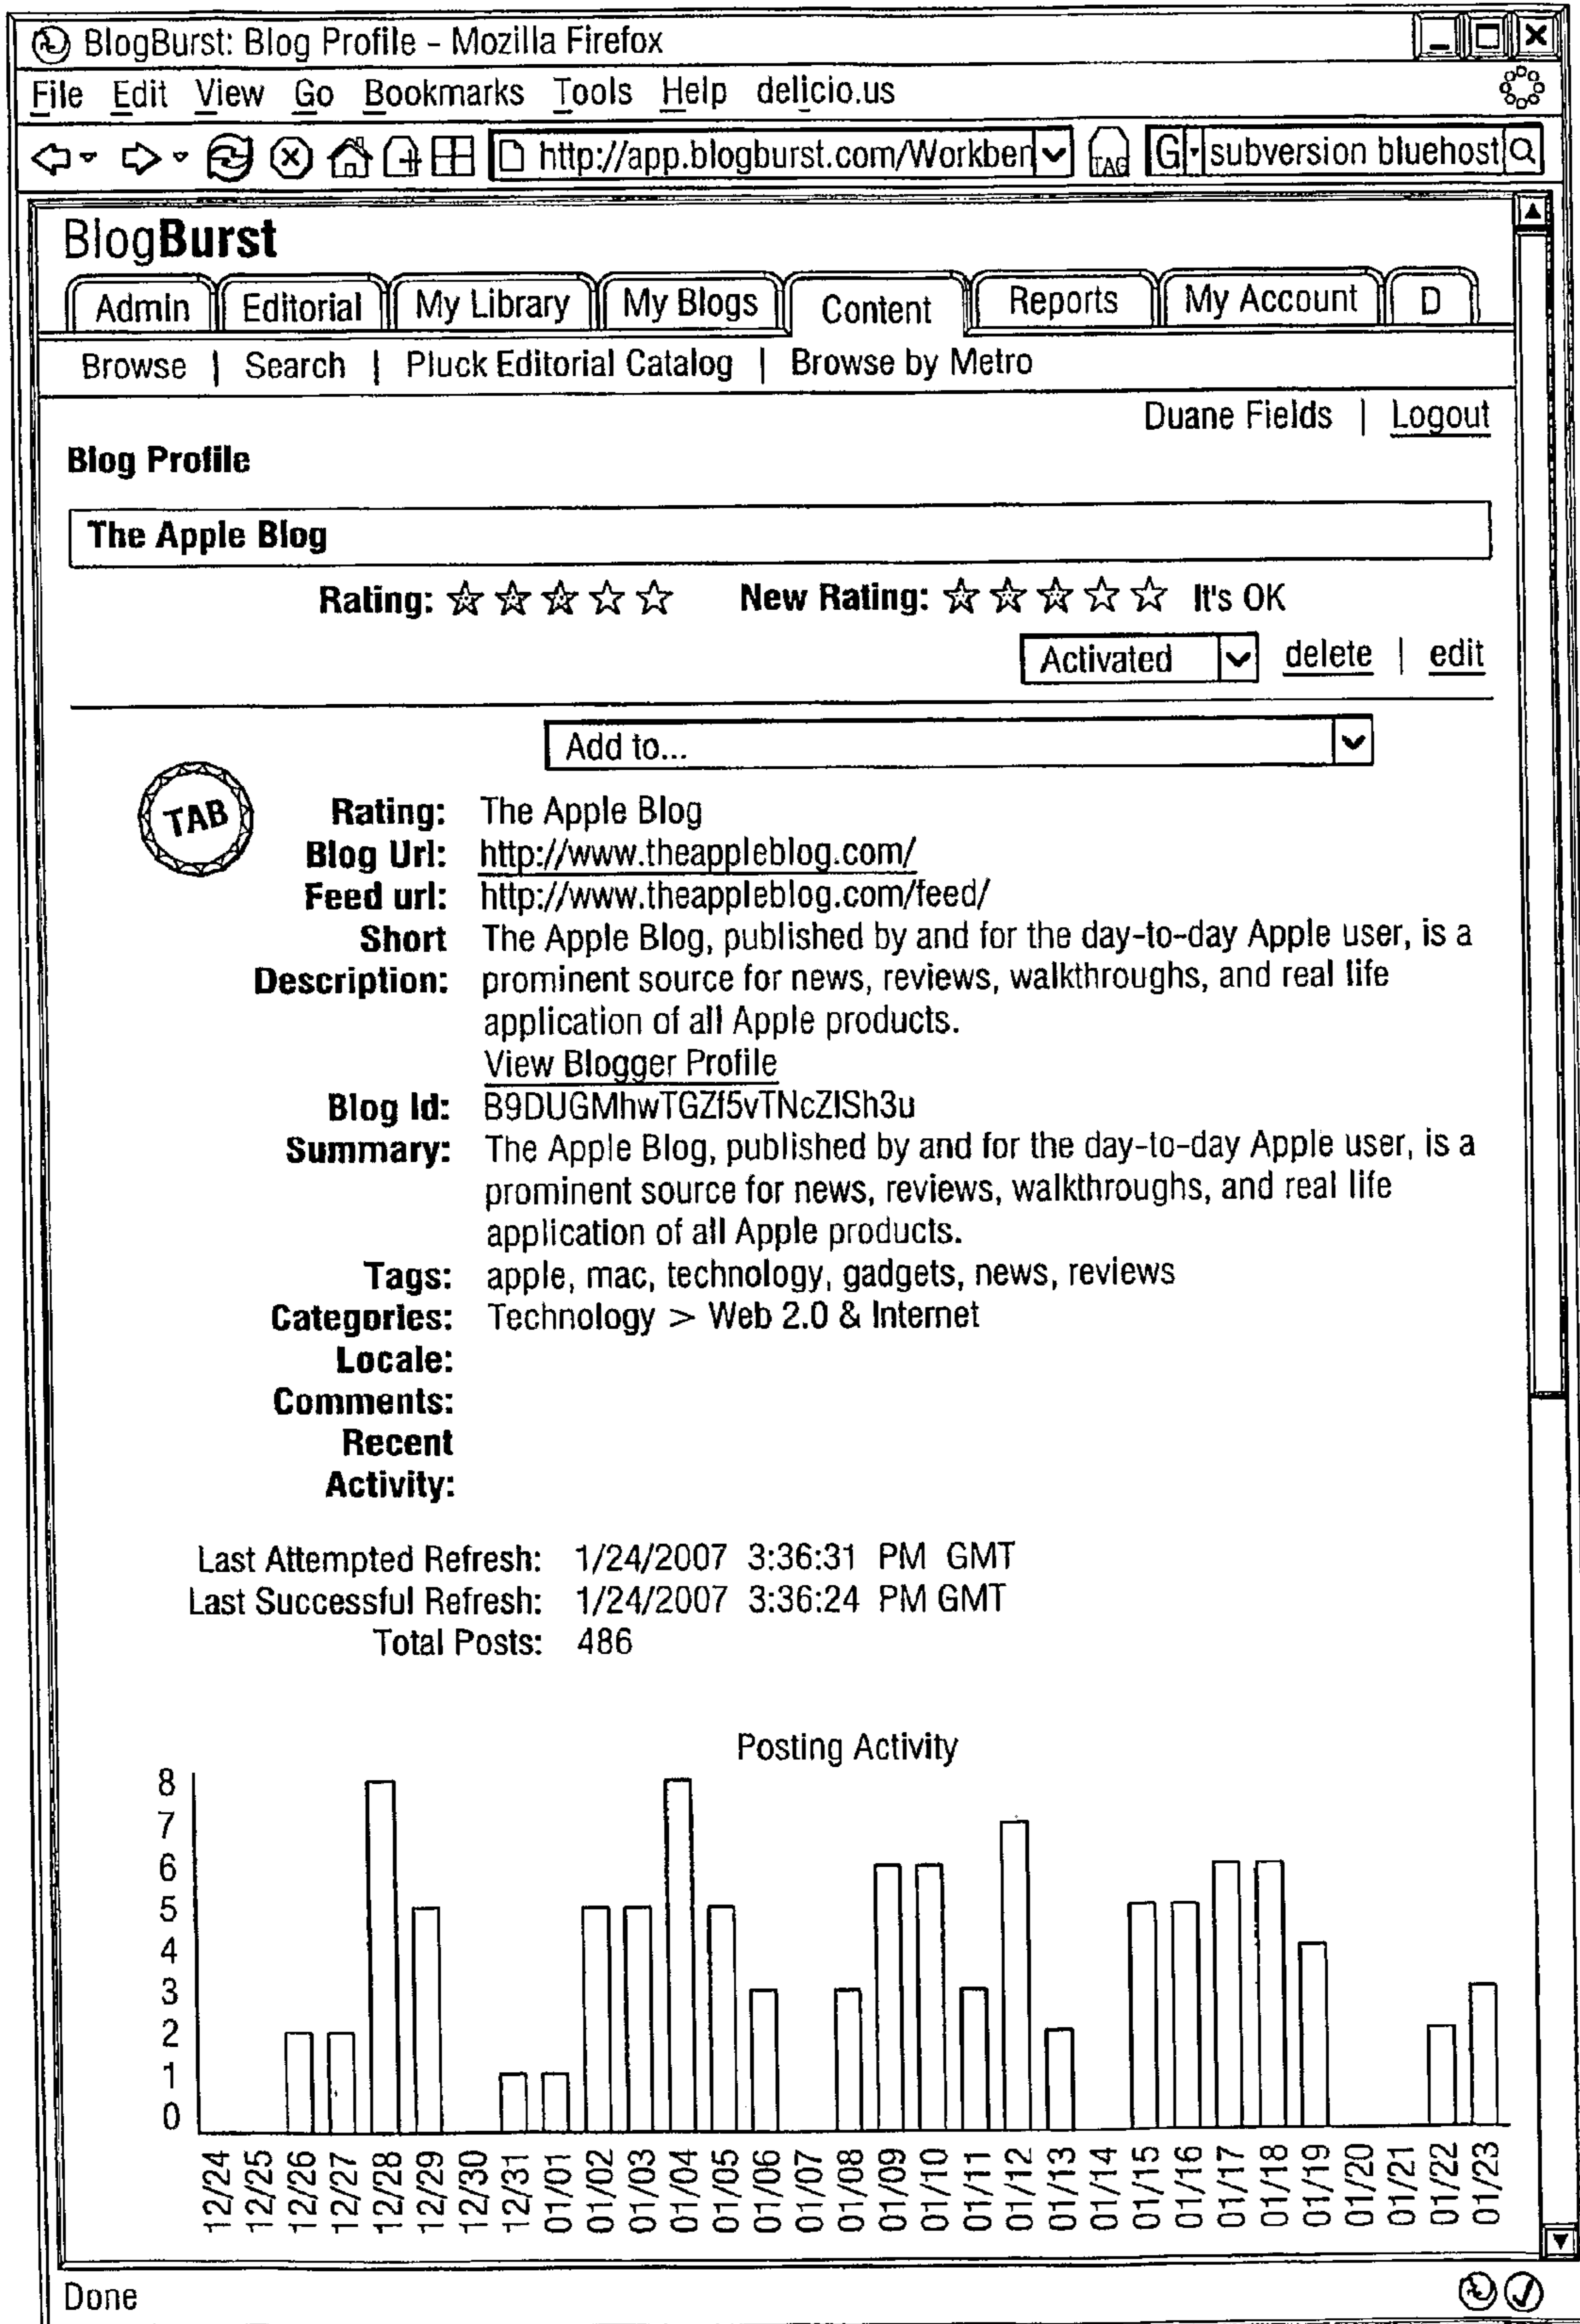 BlogBurst: Blog Profile - Mozilla Firefox
File Edit View Go Bookmarks Tools Help delicio.us
http://app.blogburst.com/Workben TAG G subversion bluehost
BlogBurst
Admin Editorial My Library My Blogs Content Reports My Account D
Browse | Search | Pluck Editorial Catalog | Browse by Metro
Duane Fields | Logout
Blog Profile
The Apple Blog
Rating: New Rating: It's OK
Activated delete | edit
Add to...
TAB
Rating: The Apple Blog
Blog Url: http://www.theappleblog.com/
Feed url: http://www.theappleblog.com/feed/
Short The Apple Blog, published by and for the day-to-day Apple user, is a
Description: prominent source for news, reviews, walkthroughs, and real life
application of all Apple products.
View Blogger Profile
Blog Id: B9DUGMhwTGZf5vTNcZISh3u
Summary: The Apple Blog, published by and for the day-to-day Apple user, is a
prominent source for news, reviews, walkthroughs, and real life
application of all Apple products.
Tags: apple, mac, technology, gadgets, news, reviews
Categories: Technology > Web 2.0 & Internet
Locale:
Comments:
Recent
Activity:
Last Attempted Refresh: 1/24/2007 3:36:31 PM GMT
Last Successful Refresh: 1/24/2007 3:36:24 PM GMT
Total Posts: 486
Posting Activity
8
7
6
5
4
3
2
1
0
12/24 12/25 12/26 12/27 12/28 12/29 12/30 12/31 01/01 01/02 01/03 01/04 01/05 01/06 01/07 01/08 01/09 01/10 01/11 01/12 01/13 01/14 01/15 01/16 01/17 01/18 01/19 01/20 01/21 01/22 01/23
Done